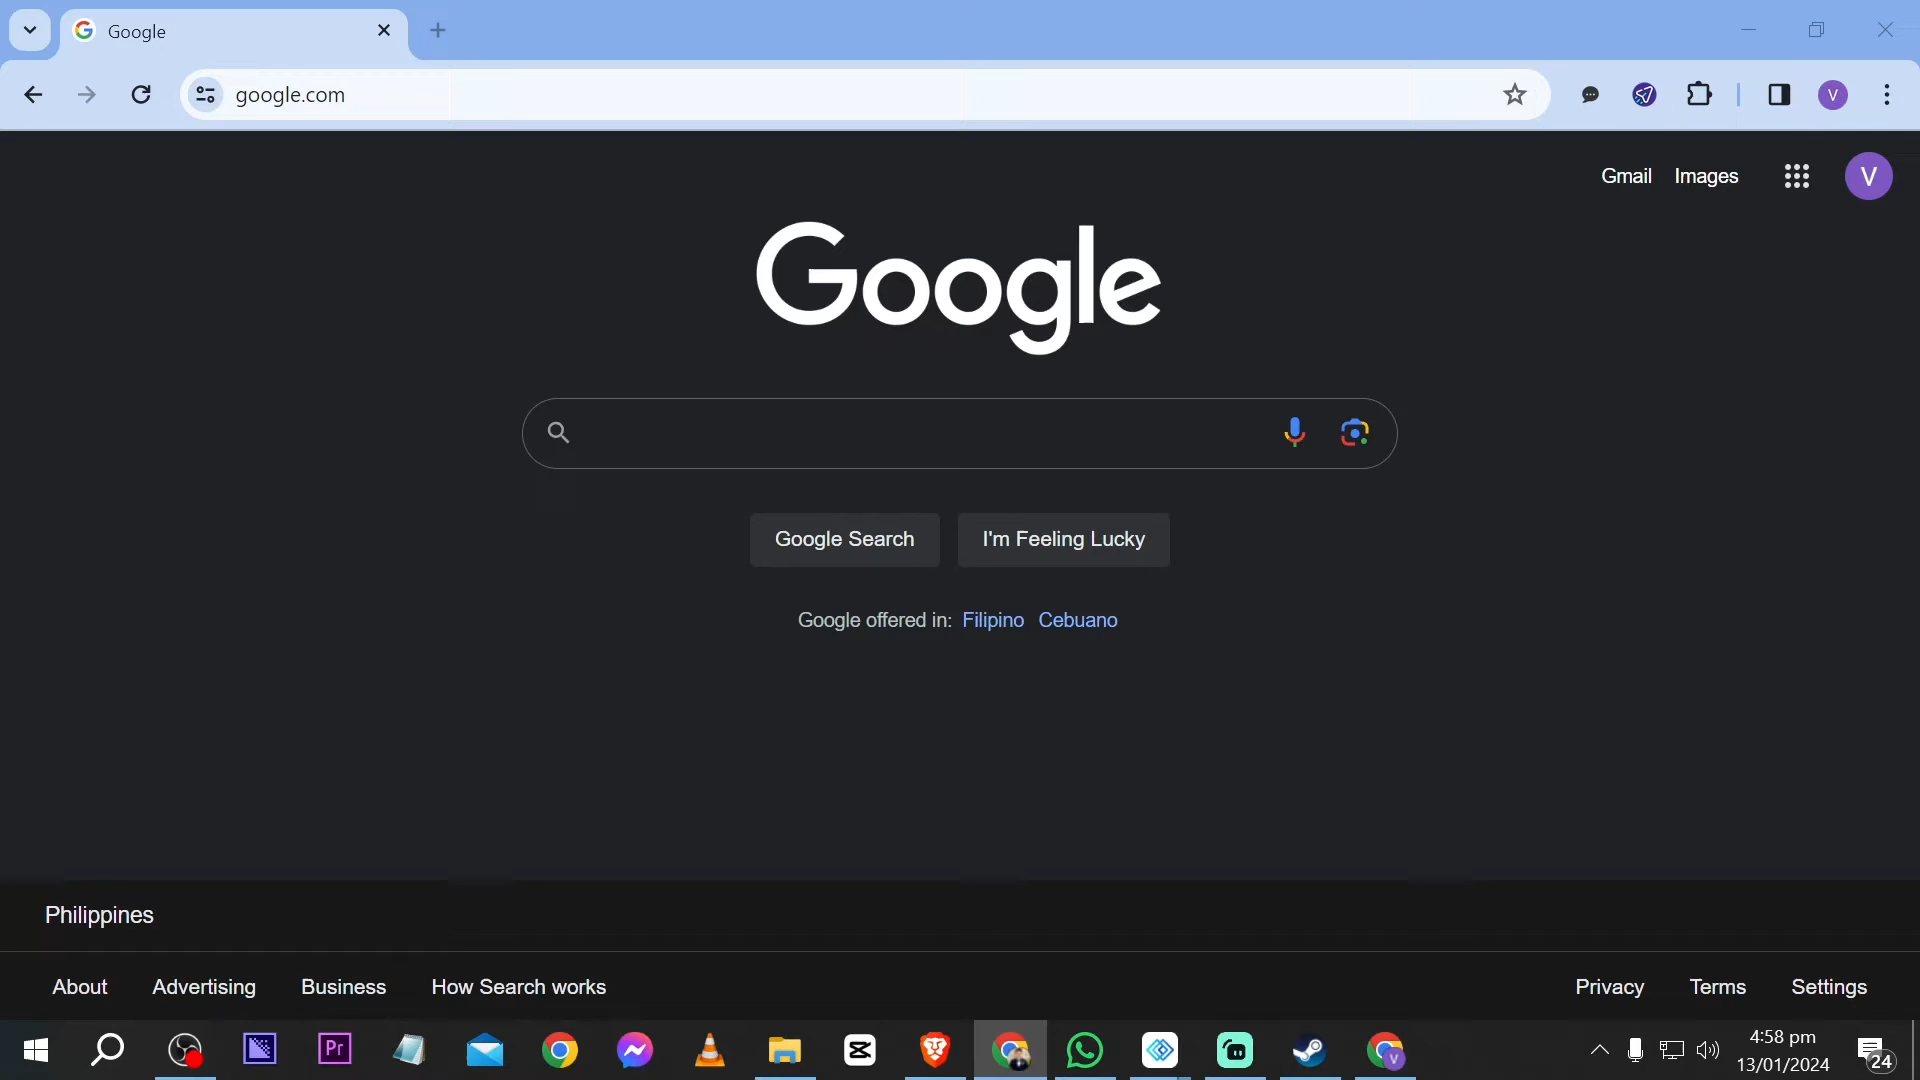 Google
google.com
V
Gmail Images
V
Google
Google Search I'm Feeling Lucky
Google offered in: Filipino Cebuano
Philippines
About Advertising Business How Search works
Privacy Terms Settings
Pr
V
4:58 pm
13/01/2024
24